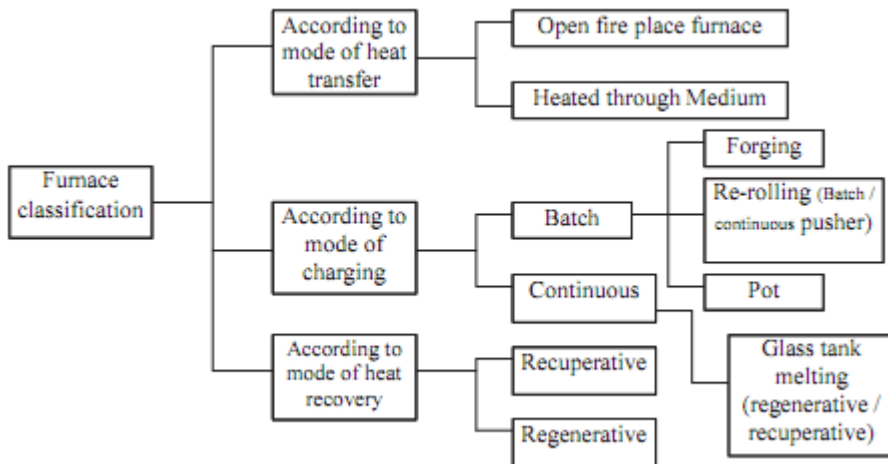 Furnace
classification
According to
mode of heat
transfer
Open fire place furnace
Heated through Medium
According to
mode of
charging
Batch
Forging
Re-rolling (Batch /
continuous pusher)
Pot
Continuous
Glass tank
melting
(regenerative /
recuperative)
According to
mode of heat
recovery
Recuperative
Regenerative